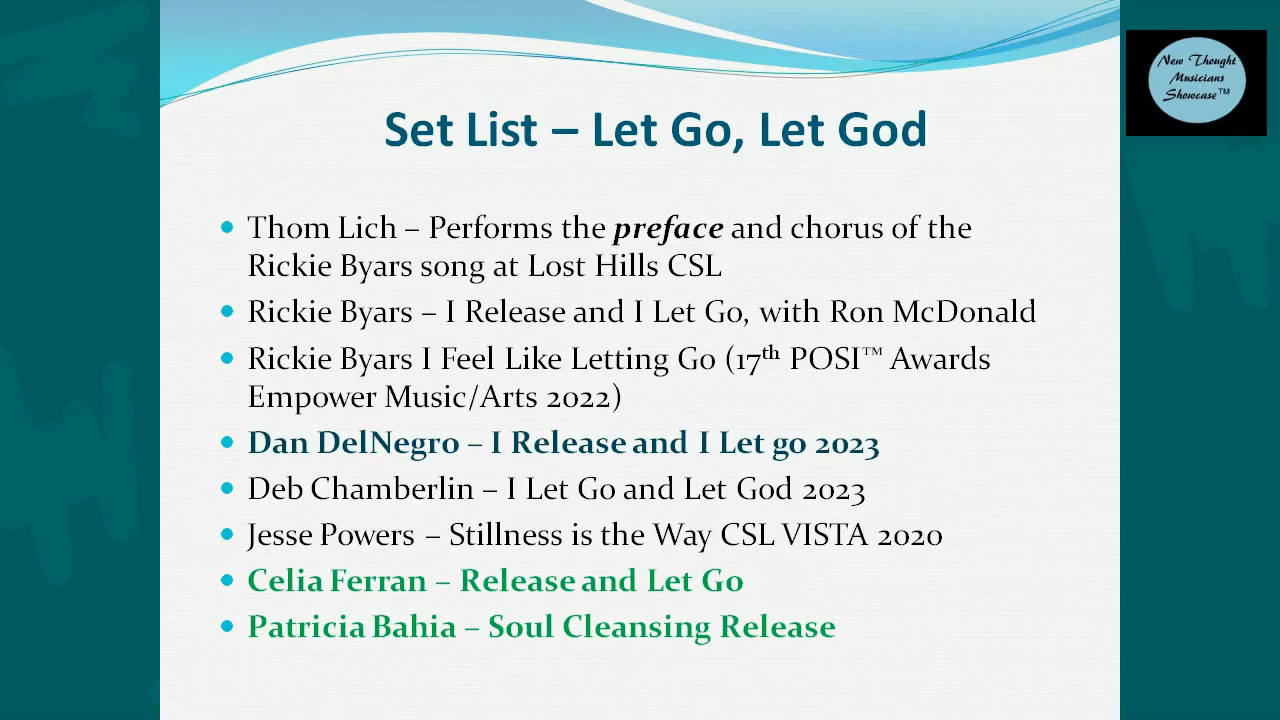 Set List – Let Go, Let God
New Thought
Musicians
Showcase™
• Thom Lich – Performs the preface and chorus of the
Rickie Byars song at Lost Hills CSL
• Rickie Byars – I Release and I Let Go, with Ron McDonald
• Rickie Byars I Feel Like Letting Go (17th POSI™ Awards
Empower Music/Arts 2022)
• Dan DelNegro – I Release and I Let go 2023
• Deb Chamberlin – I Let Go and Let God 2023
• Jesse Powers – Stillness is the Way CSL VISTA 2020
• Celia Ferran – Release and Let Go
• Patricia Bahia – Soul Cleansing Release